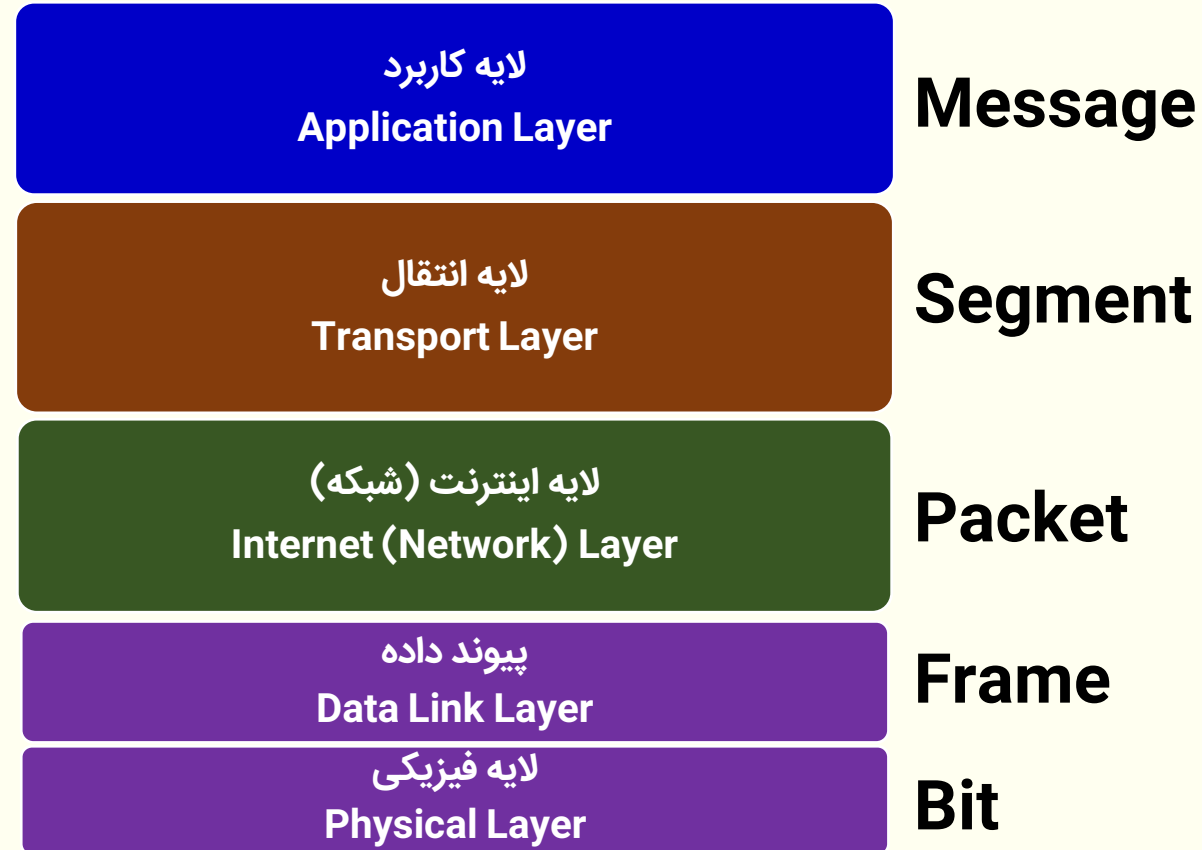 لایه کاربرد
Application Layer
Message
لایه انتقال
Transport Layer
Segment
لایه اینترنت (شبکه)
Internet (Network) Layer
Packet
پیوند داده
Data Link Layer
Frame
لایه فیزیکی
Physical Layer
Bit